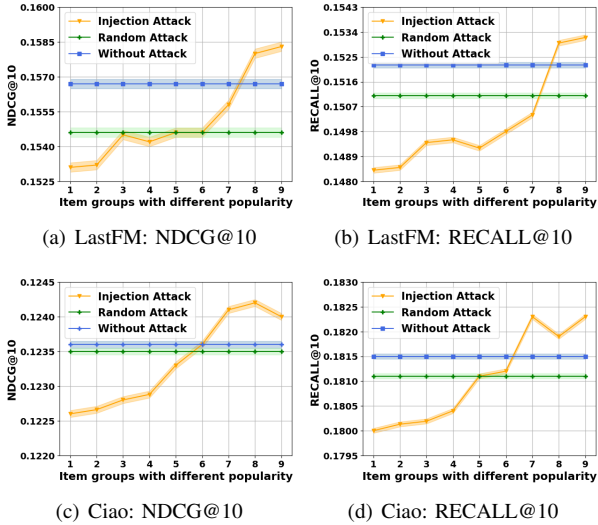 0.1600
0.1585
0.1570
0.1555
0.1540
0.1525
NDCG@10
Injection Attack
Random Attack
Without Attack
1 2 3 4 5 6 7 8 9
Item groups with different popularity
(a) LastFM: NDCG@10
0.1543
0.1534
0.1525
0.1516
0.1507
0.1498
0.1489
0.1480
RECALL@10
Injection Attack
Random Attack
Without Attack
1 2 3 4 5 6 7 8 9
Item groups with different popularity
(b) LastFM: RECALL@10
0.1245
0.1240
0.1235
0.1230
0.1225
0.1220
NDCG@10
Injection Attack
Random Attack
Without Attack
1 2 3 4 5 6 7 8 9
Item groups with different popularity
(c) Ciao: NDCG@10
0.1830
0.1820
0.1815
0.1810
0.1805
0.1800
0.1795
RECALL@10
Injection Attack
Random Attack
Without Attack
1 2 3 4 5 6 7 8 9
Item groups with different popularity
(d) Ciao: RECALL@10